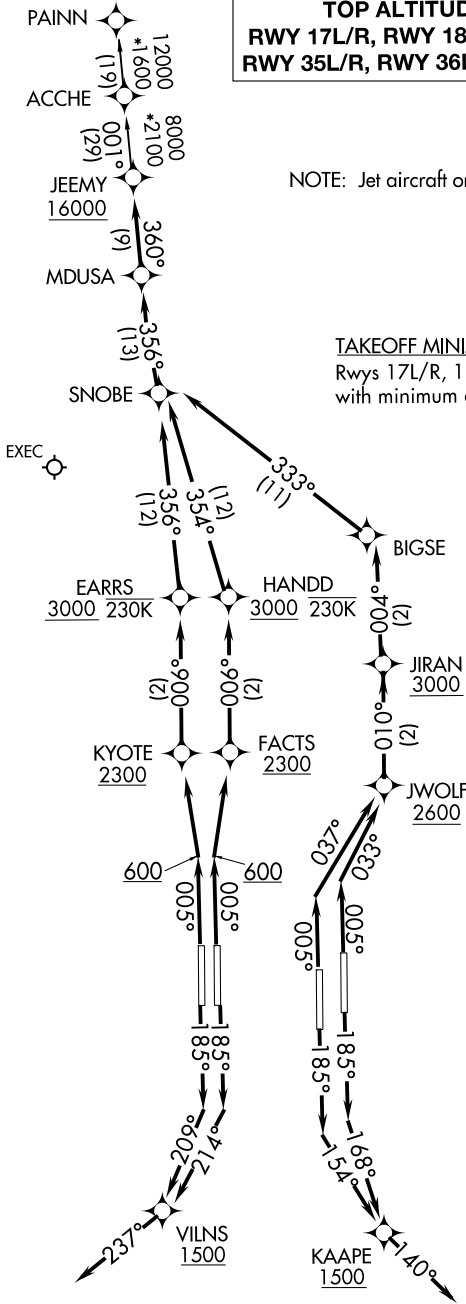 TOP ALTITUD
RWY 17L/R, RWY 18
RWY 35L/R, RWY 36
PAINN
12000
*1600
(19)
ACCHE
8000
*2100
001°
(29)
JEEMY
16000
NOTE: Jet aircraft or
360°
(9)
MDUSA
356°
(13)
TAKEOFF MINI
Rwys 17L/R, 1
with minimum
SNOBE
EXEC
333°
(11)
356°
(12)
354°
(12)
BIGSE
EARRS
3000 230K
HANDD
3000 230K
004°
(2)
JIRAN
3000
006°
(2)
006°
(2)
010°
(2)
KYOTE
2300
FACTS
2300
JWOLF
2600
037°
033°
600
600
005°
005°
005°
005°
185°
185°
185°
185°
209°
214°
154°
168°
VILNS
1500
237°
KAAPE
1500
140°